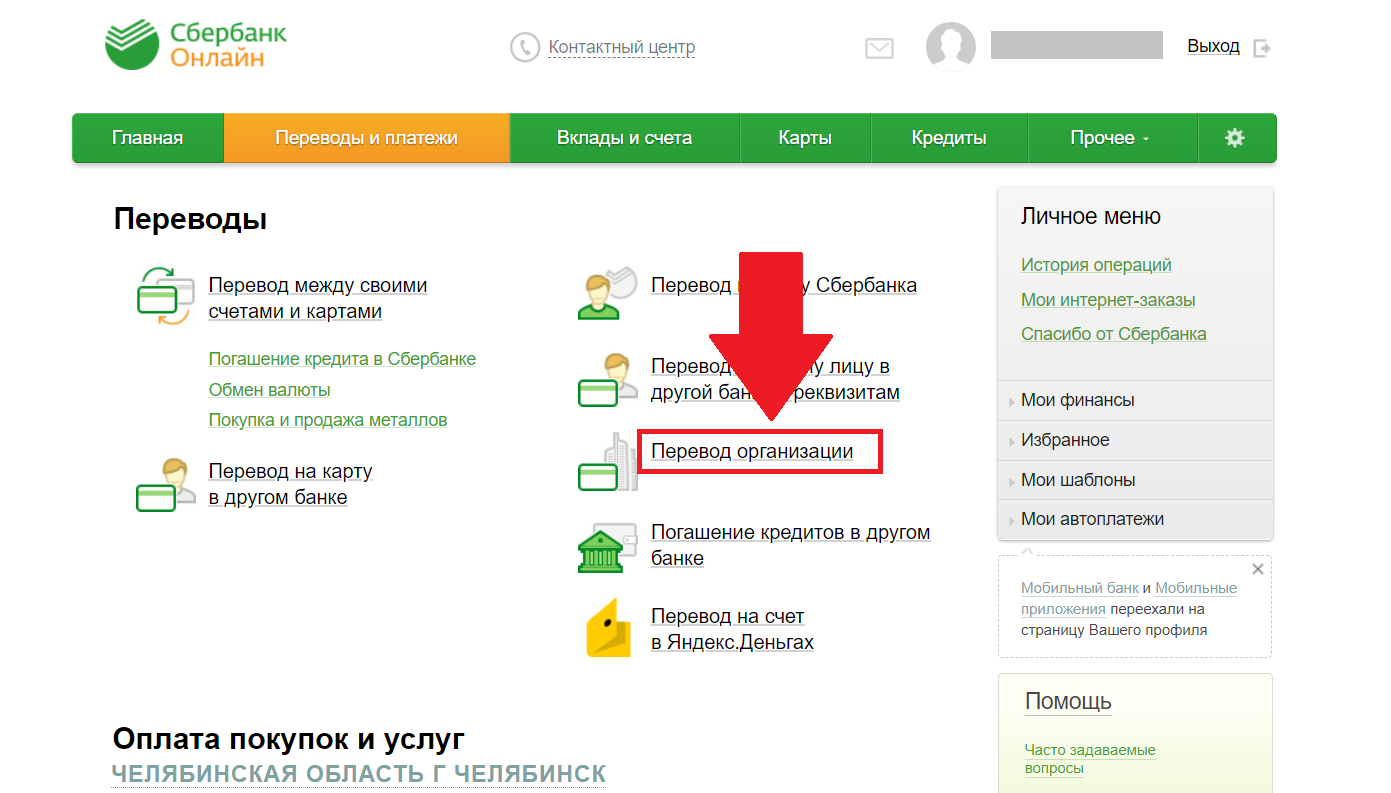 Сбербанк
Онлайн
Контактный центр
Выход
Главная
Переводы и платежи
Вклады и счета
Карты
Кредиты
Прочее
Переводы
Перевод между своими
счетами и картами
Погашение кредита в Сбербанке
Обмен валюты
Покупка и продажа металлов
Перевод на карту
в другом банке
Перевод Сбербанка
Перевод лицу в
другой реквизитам
Перевод организации
Погашение кредитов в другом
банке
Перевод на счет
в Яндекс.Деньгах
Личное меню
История операций
Мои интернет-заказы
Спасибо от Сбербанка
Мои финансы
Избранное
Мои шаблоны
Мои автоплатежи
Мобильный банк и Мобильные
приложения переехали на
страницу Вашего профиля
Помощь
Часто задаваемые
вопросы
Оплата покупок и услуг
ЧЕЛЯБИНСКАЯ ОБЛАСТЬ Г ЧЕЛЯБИНСК